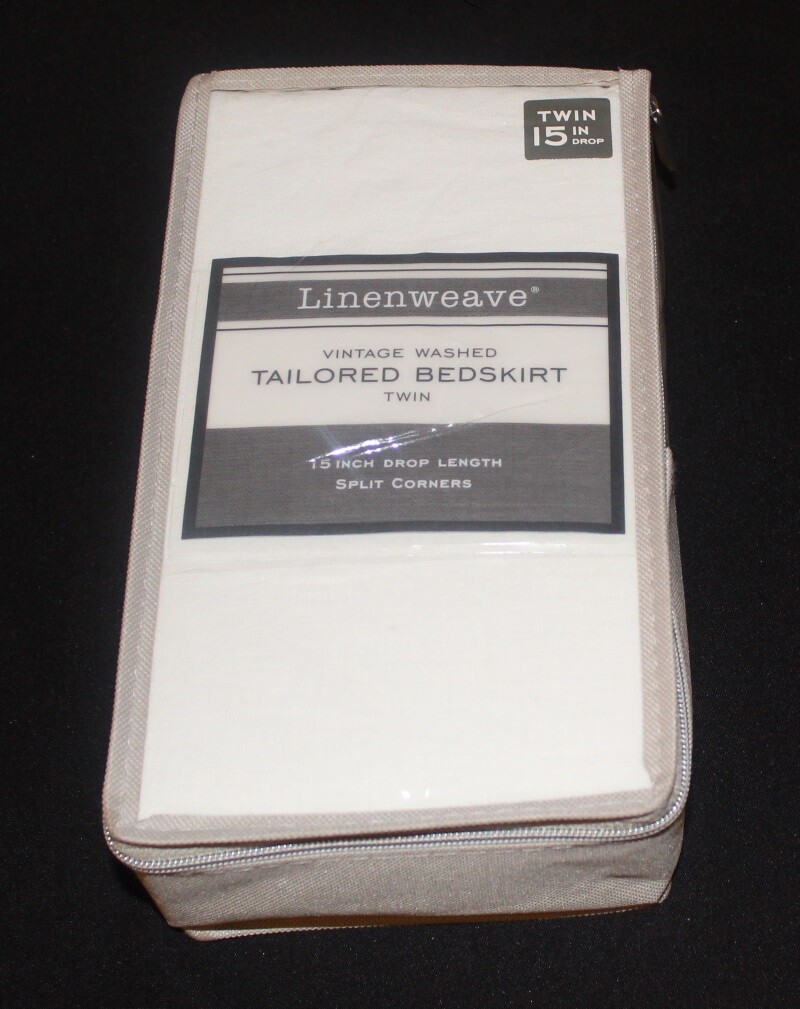 TWIN
15 IN
DROP
Linenweave®
VINTAGE WASHED
TAILORED BEDSKIRT
TWIN
15 INCH DROP LENGTH
SPLIT CORNERS